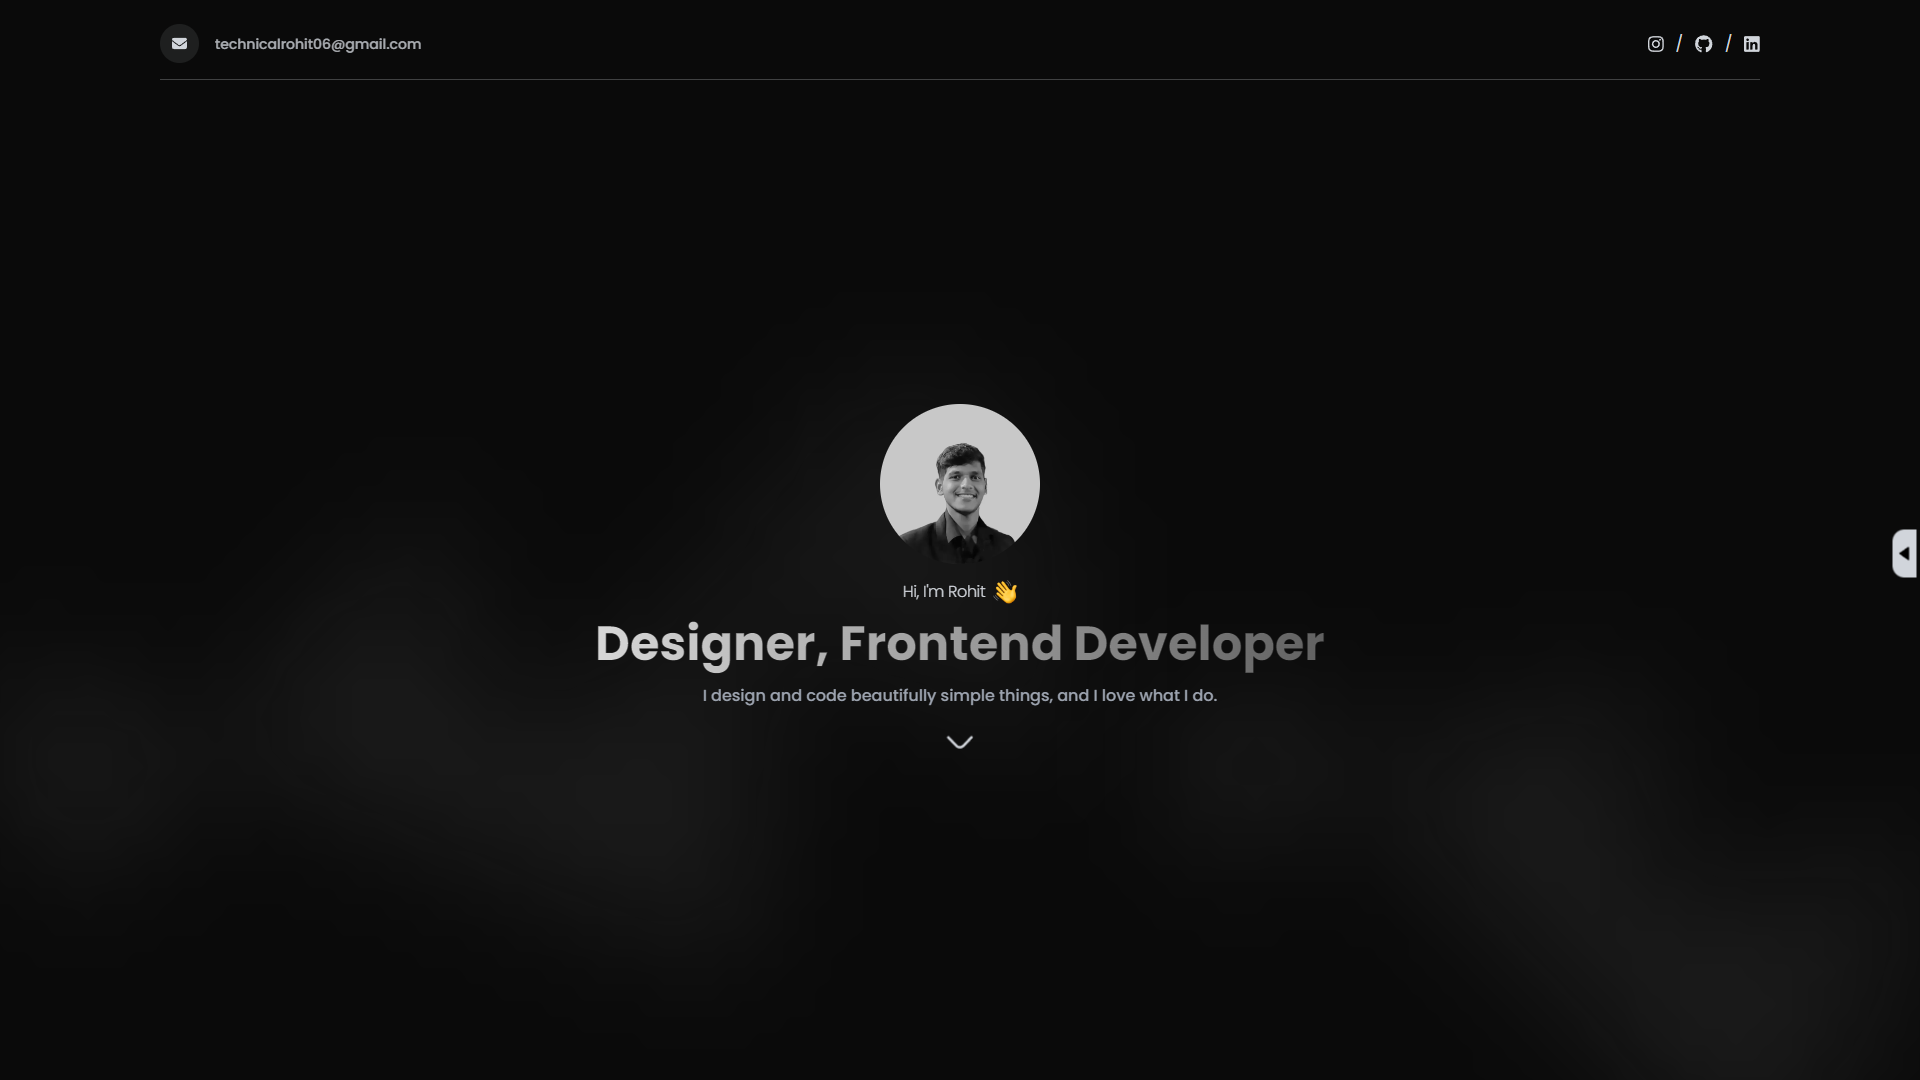 technicalrohit06@gmail.com
/ /
Hi, I'm Rohit 👋
Designer, Frontend Developer
I design and code beautifully simple things, and I love what I do.